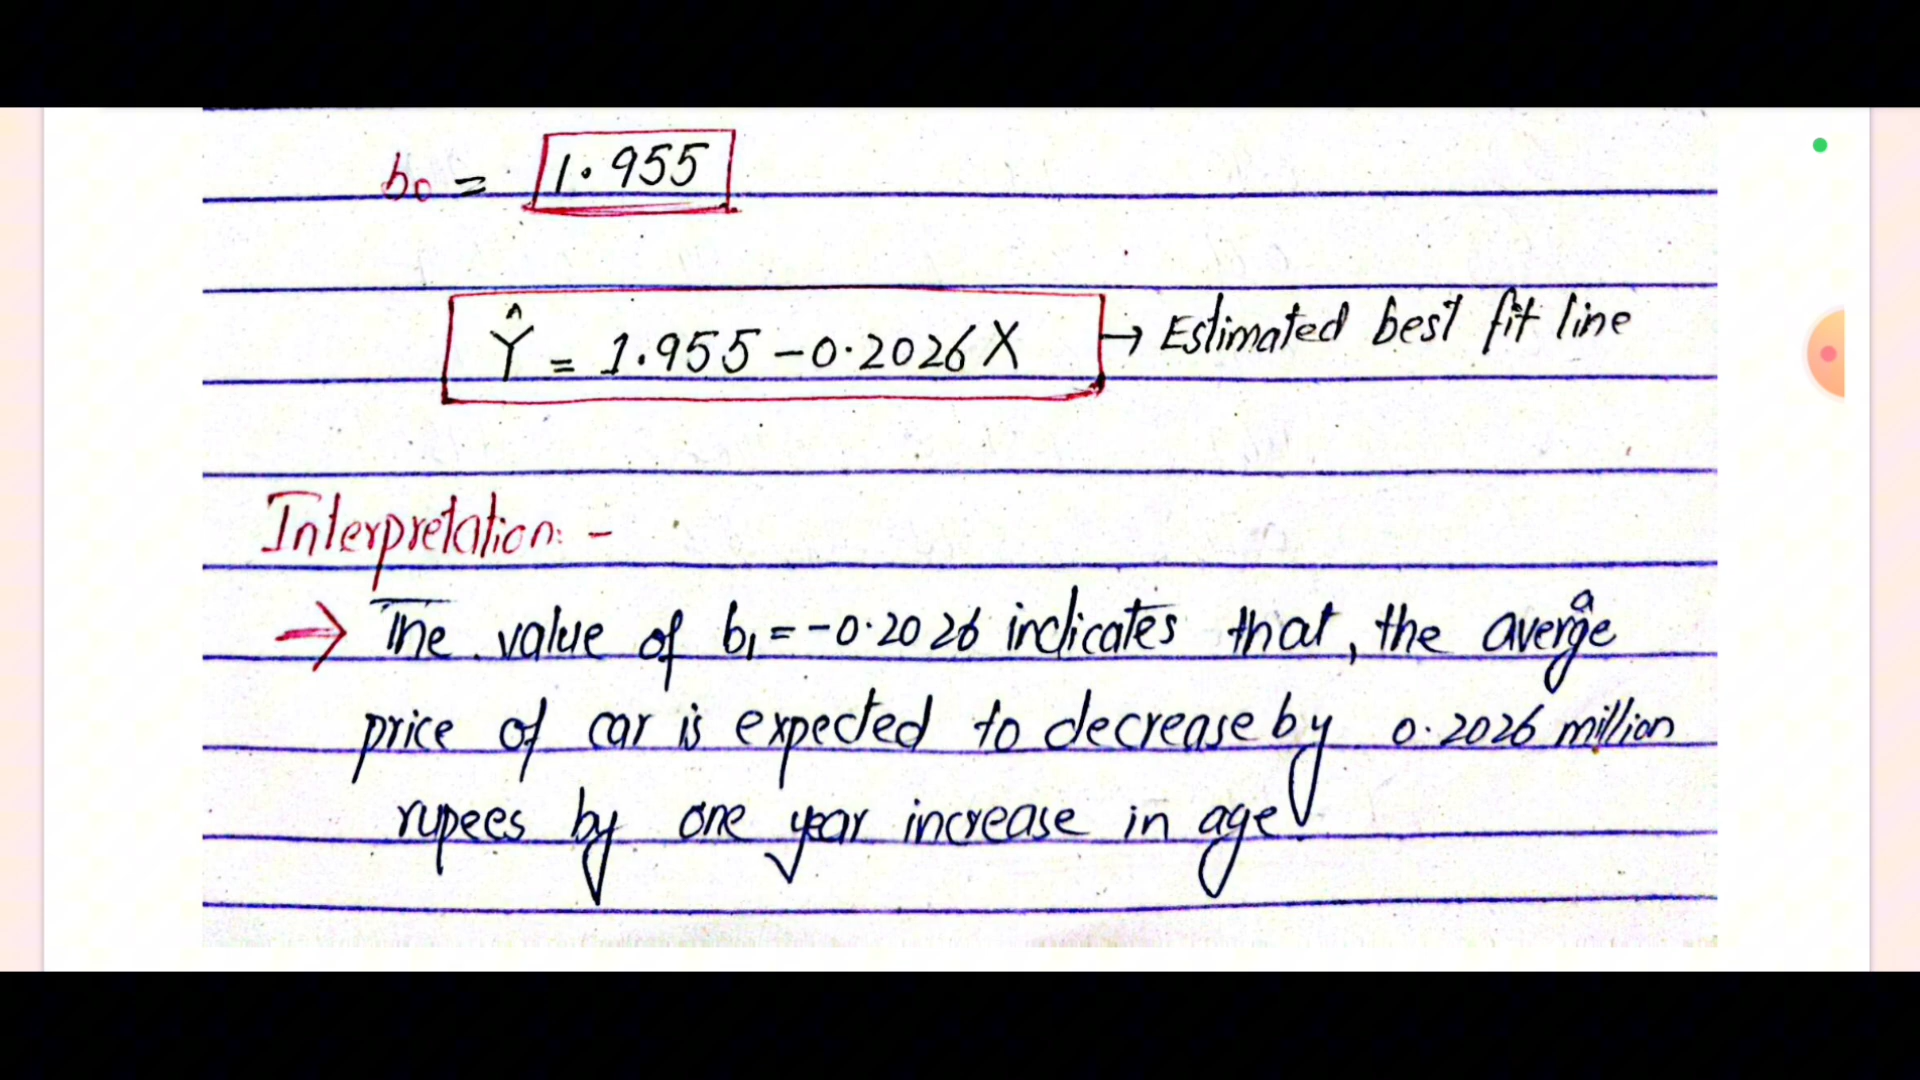 b₀ = 1.955
Ŷ = 1.955 - 0.2026X → Estimated best fit line
Interpretation: -
→ The value of b₁ = -0.2026 indicates that, the average
price of car is expected to decrease by 0.2026 million
rupees by one year increase in age